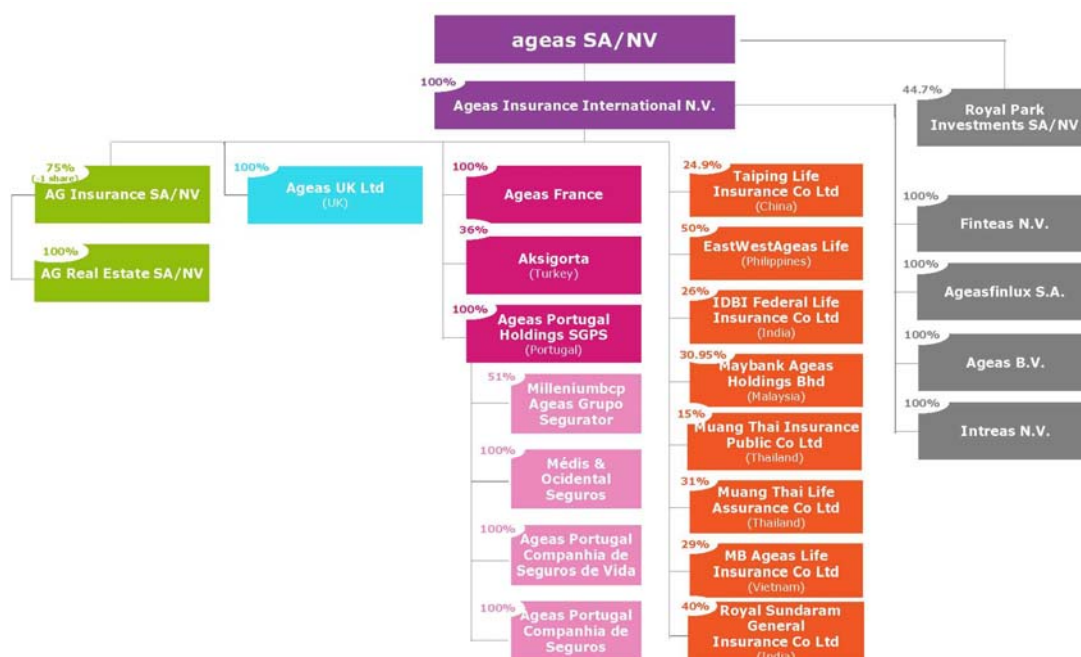 ageas SA/NV
100%
Ageas Insurance International N.V.
44.7%
Royal Park
Investments SA/NV
75%
(-1 share)
AG Insurance SA/NV
100%
AG Real Estate SA/NV
100%
Ageas UK Ltd
(UK)
100%
Ageas France
36%
Aksigorta
(Turkey)
100%
Ageas Portugal
Holdings SGPS
(Portugal)
51%
Milleniumbcp
Ageas Grupo
Segurator
100%
Médis &
Ocidental
Seguros
100%
Ageas Portugal
Companhia de
Seguros de Vida
100%
Ageas Portugal
Companhia de
Seguros
24.9%
Taiping Life
Insurance Co Ltd
(China)
50%
EastWestAgeas Life
(Philippines)
26%
IDBI Federal Life
Insurance Co Ltd
(India)
30.95%
Maybank Ageas
Holdings Bhd
(Malaysia)
15%
Muang Thai Insurance
Public Co Ltd
(Thailand)
31%
Muang Thai Life
Assurance Co Ltd
(Thailand)
29%
MB Ageas Life
Insurance Co Ltd
(Vietnam)
40%
Royal Sundaram
General
Insurance Co Ltd
(India)
100%
Finteas N.V.
100%
Ageasfinlux S.A.
100%
Ageas B.V.
100%
Intreas N.V.